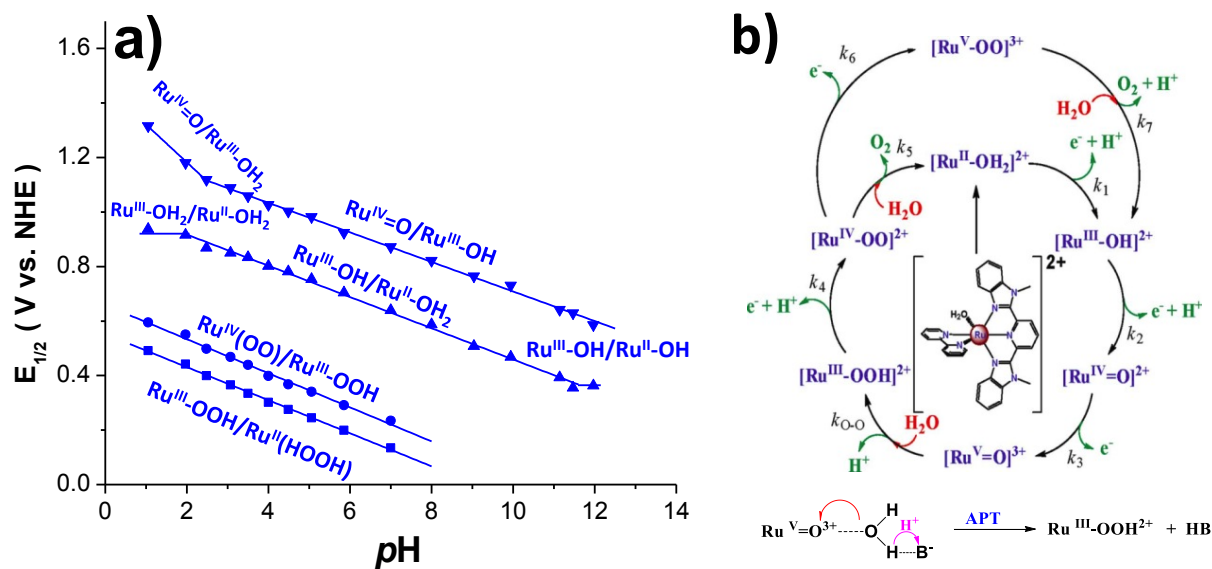 a)
E1/2 ( V vs. NHE )
1.6
1.2
0.8
0.4
0.0
RuIV=O/RuIII-OH2
RuIII-OH2/RuII-OH2
RuIV=O/RuIII-OH
RuIII-OH/RuII-OH2
RuIII-OH/RuII-OH
RuIV(OO)/RuIII-OOH
RuIII-OOH/RuII(HOOH)
0 2 4 6 8 10 12 14
pH
b)
k6
[RuV-OO]3+
e-
O2 + H+
H2O
k7
O2
k5
[RuII-OH2]2+
e- + H+
k1
H2O
[RuIV-OO]2+
[RuIII-OH]2+
2+
k4
e- + H+
H2O
Ru
N
N
N
N
N
N
N
e- + H+
k2
[RuIII-OOH]2+
[RuIV=O]2+
kO-O
H2O
H+
[RuV=O]3+
k3
e-
H
Ru V=O3+ O H+ APT Ru III-OOH2+ + HB
H B-